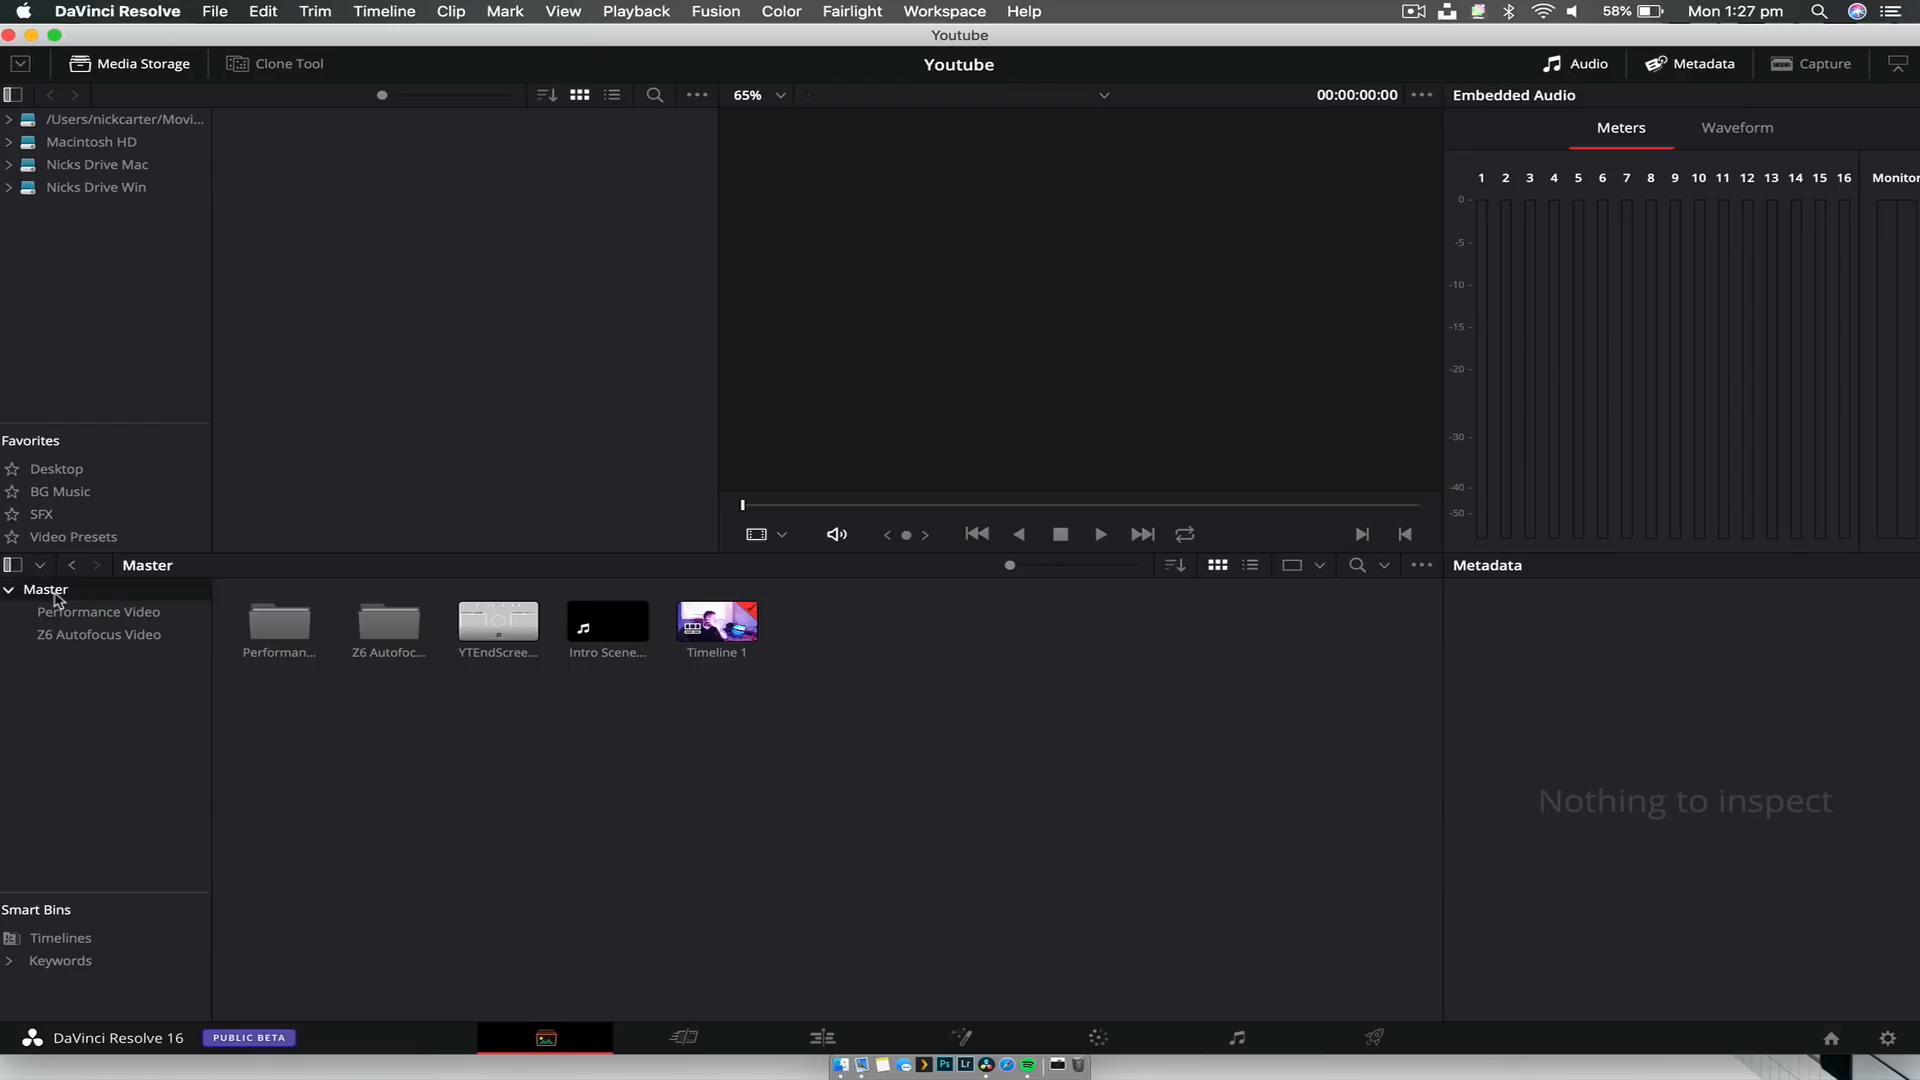 DaVinci Resolve File Edit Trim Timeline Clip Mark View Playback Fusion Color Fairlight Workspace Help 58% Mon 1:27 pm
Youtube
Media Storage Clone Tool Youtube Audio Metadata Capture
65% 00:00:00:00 Embedded Audio
/Users/nickcarter/Movi...
Macintosh HD
Nicks Drive Mac
Nicks Drive Win
Meters Waveform
1 2 3 4 5 6 7 8 9 10 11 12 13 14 15 16 Monitor
0
-5
-10
-15
-20
-30
-40
-50
Favorites
Desktop
BG Music
SFX
Video Presets
Master Metadata
Master
Performance Video
Z6 Autofocus Video
Performan... Z6 Autofoc... YTEndScree... Intro Scene... Timeline 1
Nothing to inspect
Smart Bins
Timelines
Keywords
DaVinci Resolve 16 PUBLIC BETA
Ps Lr